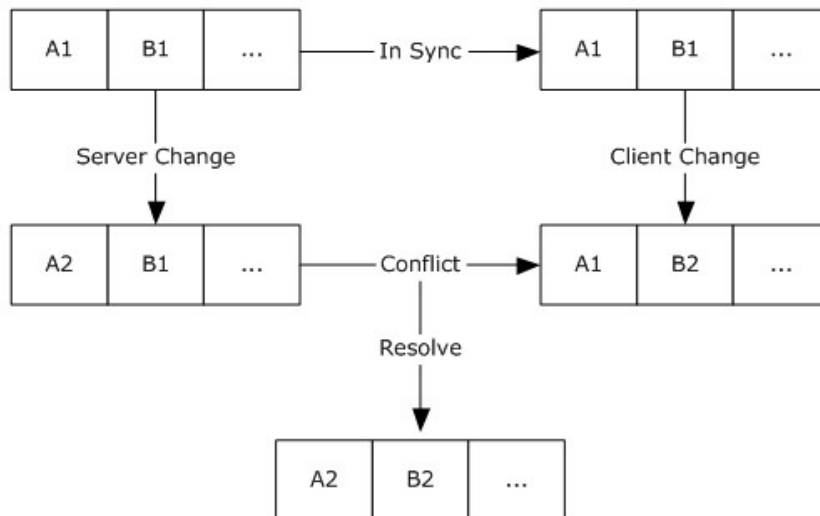 A1 B1 ... In Sync A1 B1 ...
Server Change Client Change
A2 B1 ... Conflict A1 B2 ...
Resolve
A2 B2 ...